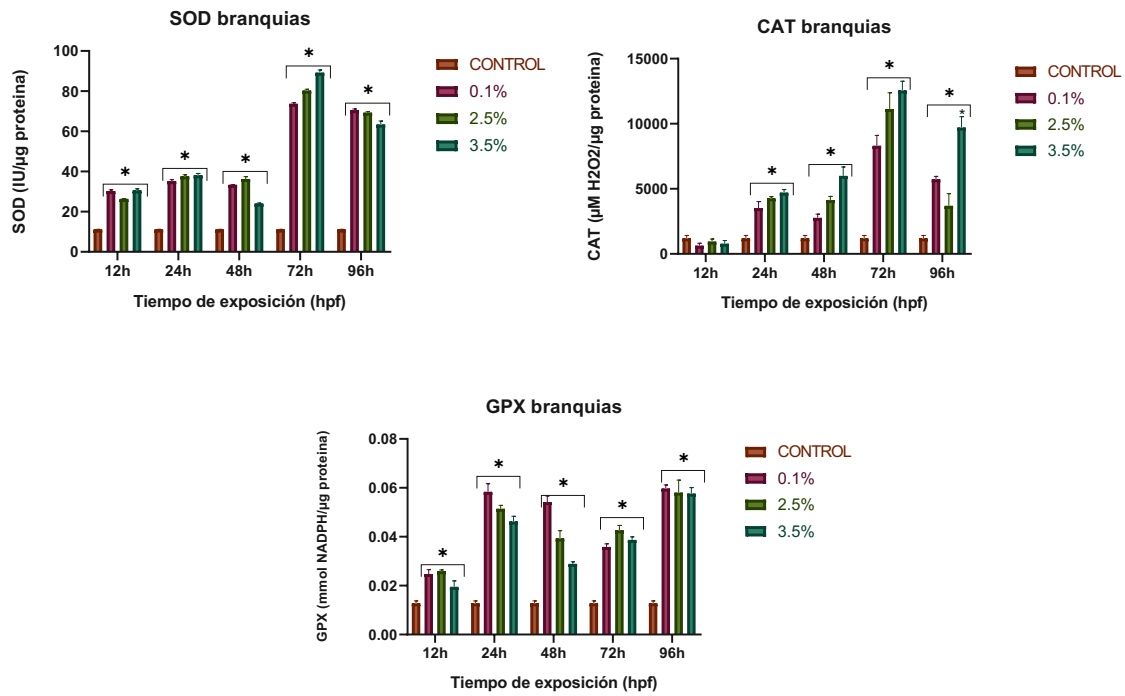 SOD branquias
SOD (IU/µg proteina)
100
80
60
40
20
0
* * * * *
12h 24h 48h 72h 96h
Tiempo de exposición (hpf)
CONTROL
0.1%
2.5%
3.5%
CAT branquias
CAT (µM H2O2/µg proteina)
15000
10000
5000
0
* * * * *
12h 24h 48h 72h 96h
Tiempo de exposición (hpf)
CONTROL
0.1%
2.5%
3.5%
GPX branquias
GPX (mmol NADPH/µg proteina)
0.08
0.06
0.04
0.02
0.00
* * * * *
12h 24h 48h 72h 96h
Tiempo de exposición (hpf)
CONTROL
0.1%
2.5%
3.5%